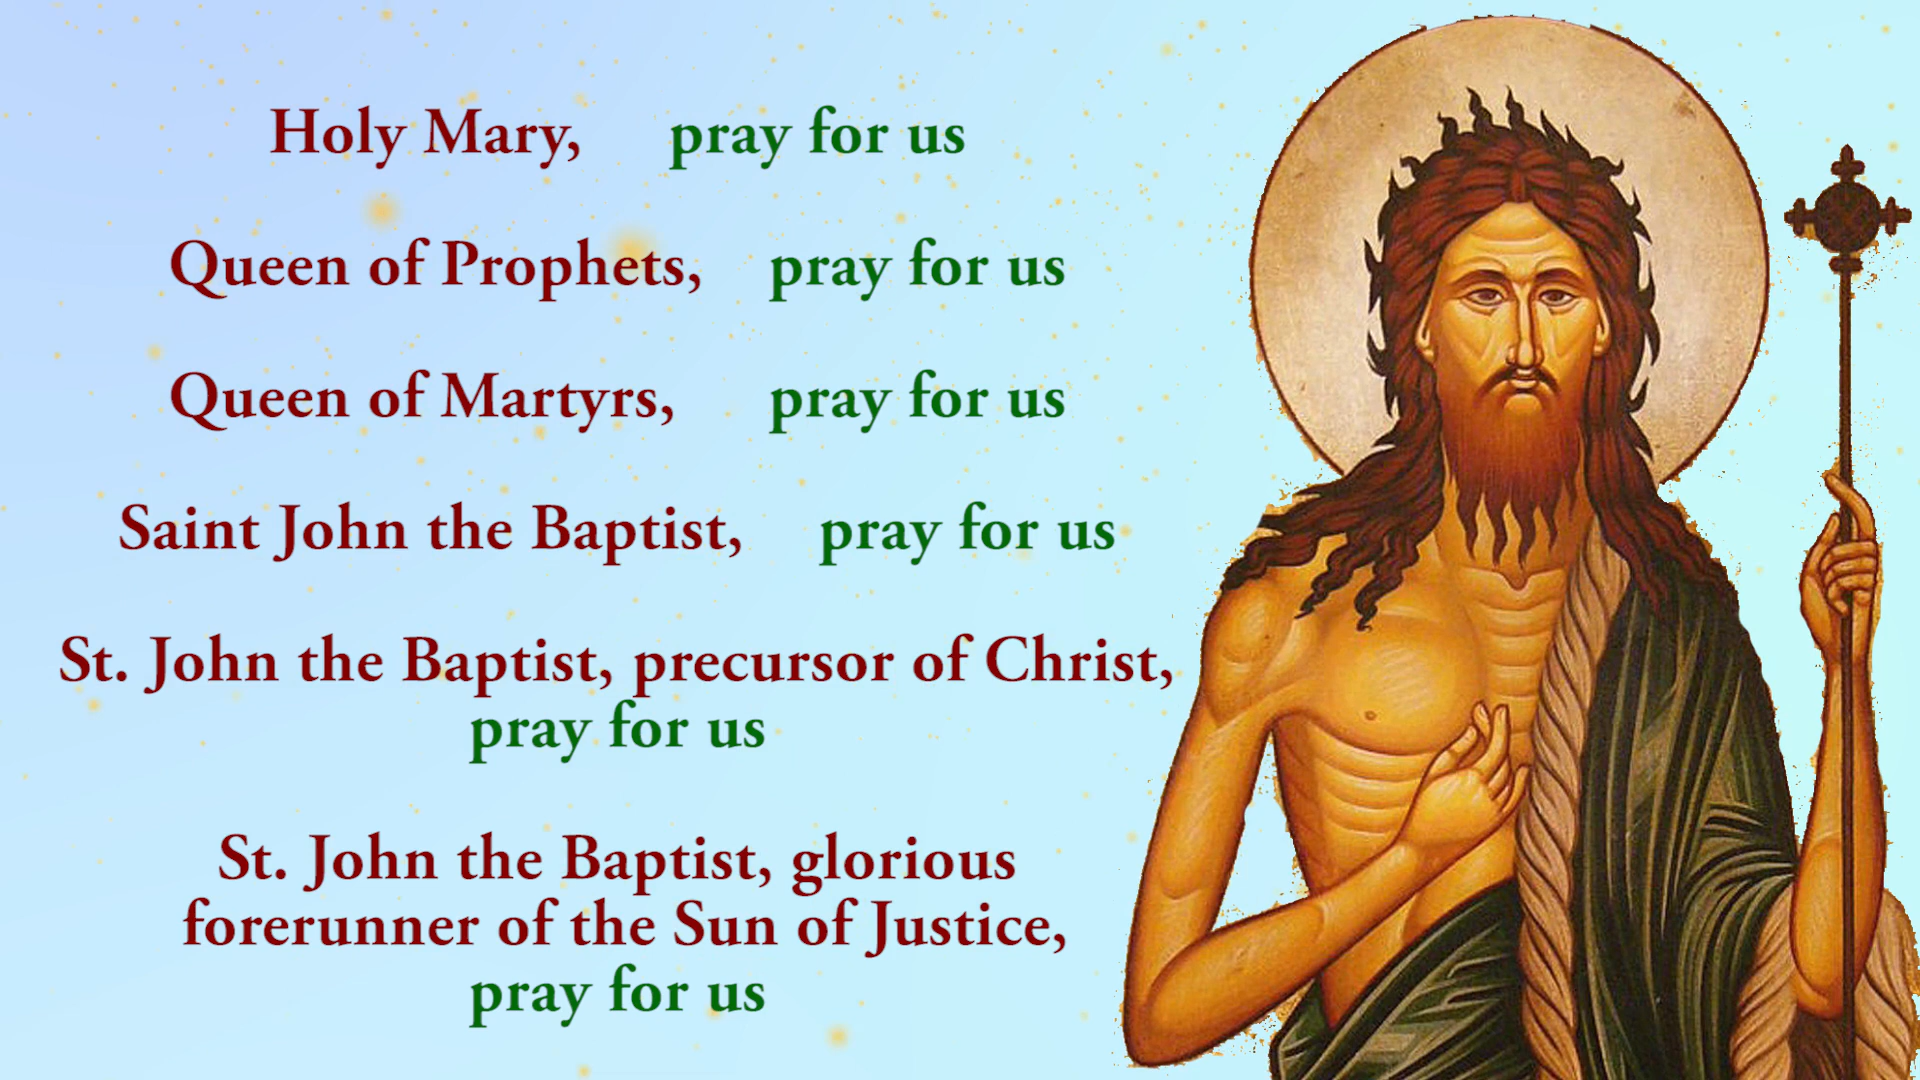 Holy Mary, pray for us
Queen of Prophets, pray for us
Queen of Martyrs, pray for us
Saint John the Baptist, pray for us
St. John the Baptist, precursor of Christ,
pray for us
St. John the Baptist, glorious
forerunner of the Sun of Justice,
pray for us